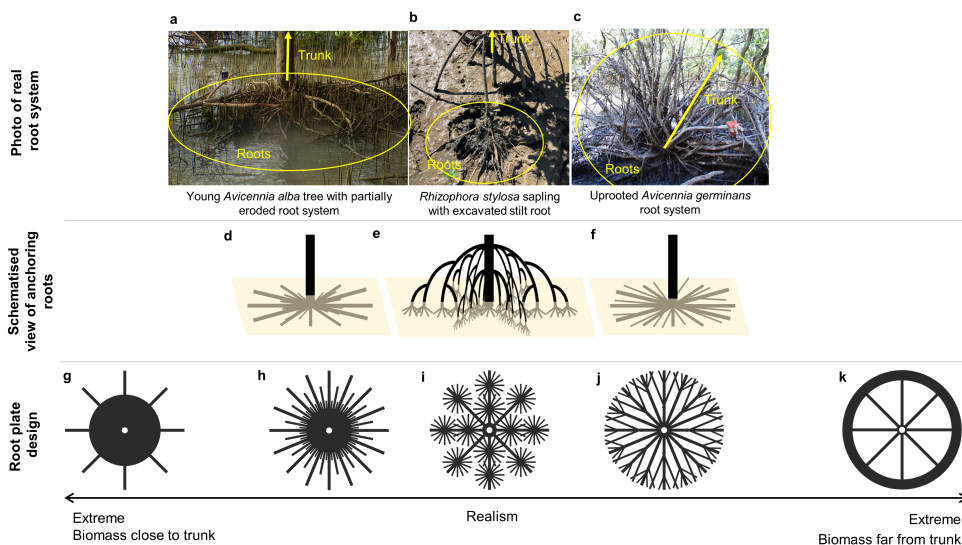 a
b
c
Photo of real
root system
Trunk
Roots
Trunk
Roots
Trunk
Roots
Young Avicennia alba tree with partially
eroded root system
Rhizophora stylosa sapling
with excavated stilt root
Uprooted Avicennia germinans
root system
d
e
f
Schematised
view of anchoring
roots
g
h
i
j
k
Root plate
design
Extreme
Biomass close to trunk
Realism
Extreme
Biomass far from trunk